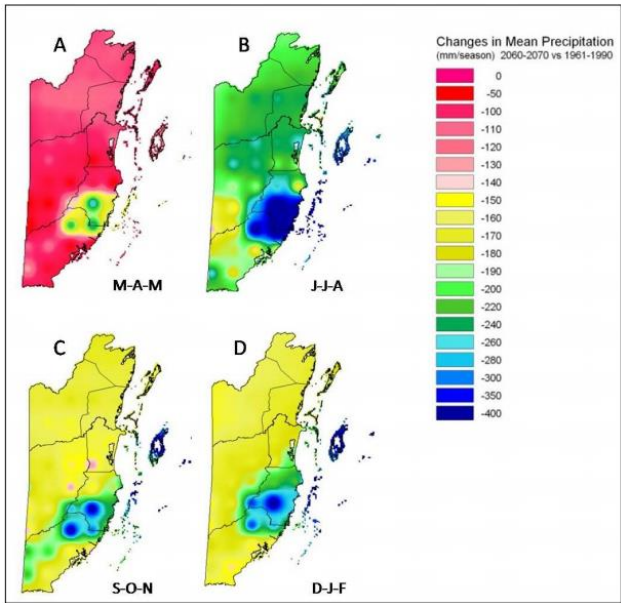 A
B
Changes in Mean Precipitation
(mm/season) 2060-2070 vs 1961-1990
0
-50
-100
-110
-120
-130
-140
-150
-160
-170
-180
-190
-200
-220
-240
-260
-280
-300
-350
-400
M-A-M
J-J-A
C
D
S-O-N
D-J-F